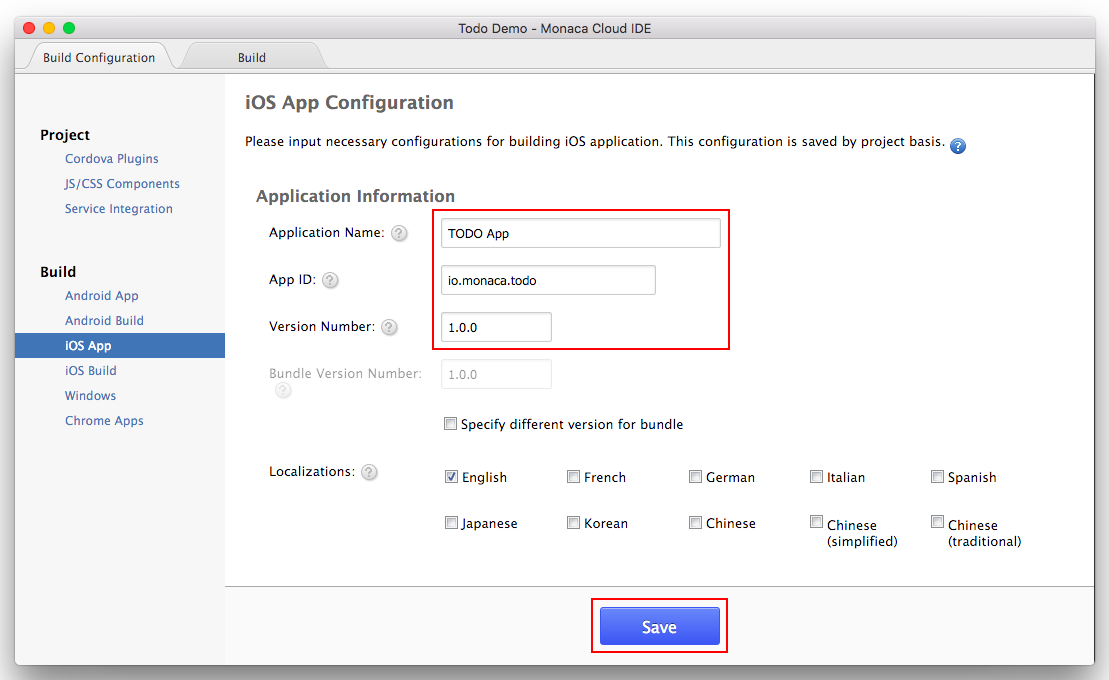 Todo Demo - Monaca Cloud IDE
Build Configuration
Build
Project
Cordova Plugins
JS/CSS Components
Service Integration
Build
Android App
Android Build
iOS App
iOS Build
Windows
Chrome Apps
iOS App Configuration
Please input necessary configurations for building iOS application. This configuration is saved by project basis. ?
Application Information
Application Name: ? TODO App
App ID: ? io.monaca.todo
Version Number: ? 1.0.0
Bundle Version Number: 1.0.0
?
Specify different version for bundle
Localizations: ? English French German Italian Spanish
Japanese Korean Chinese Chinese Chinese
(simplified) (traditional)
Save